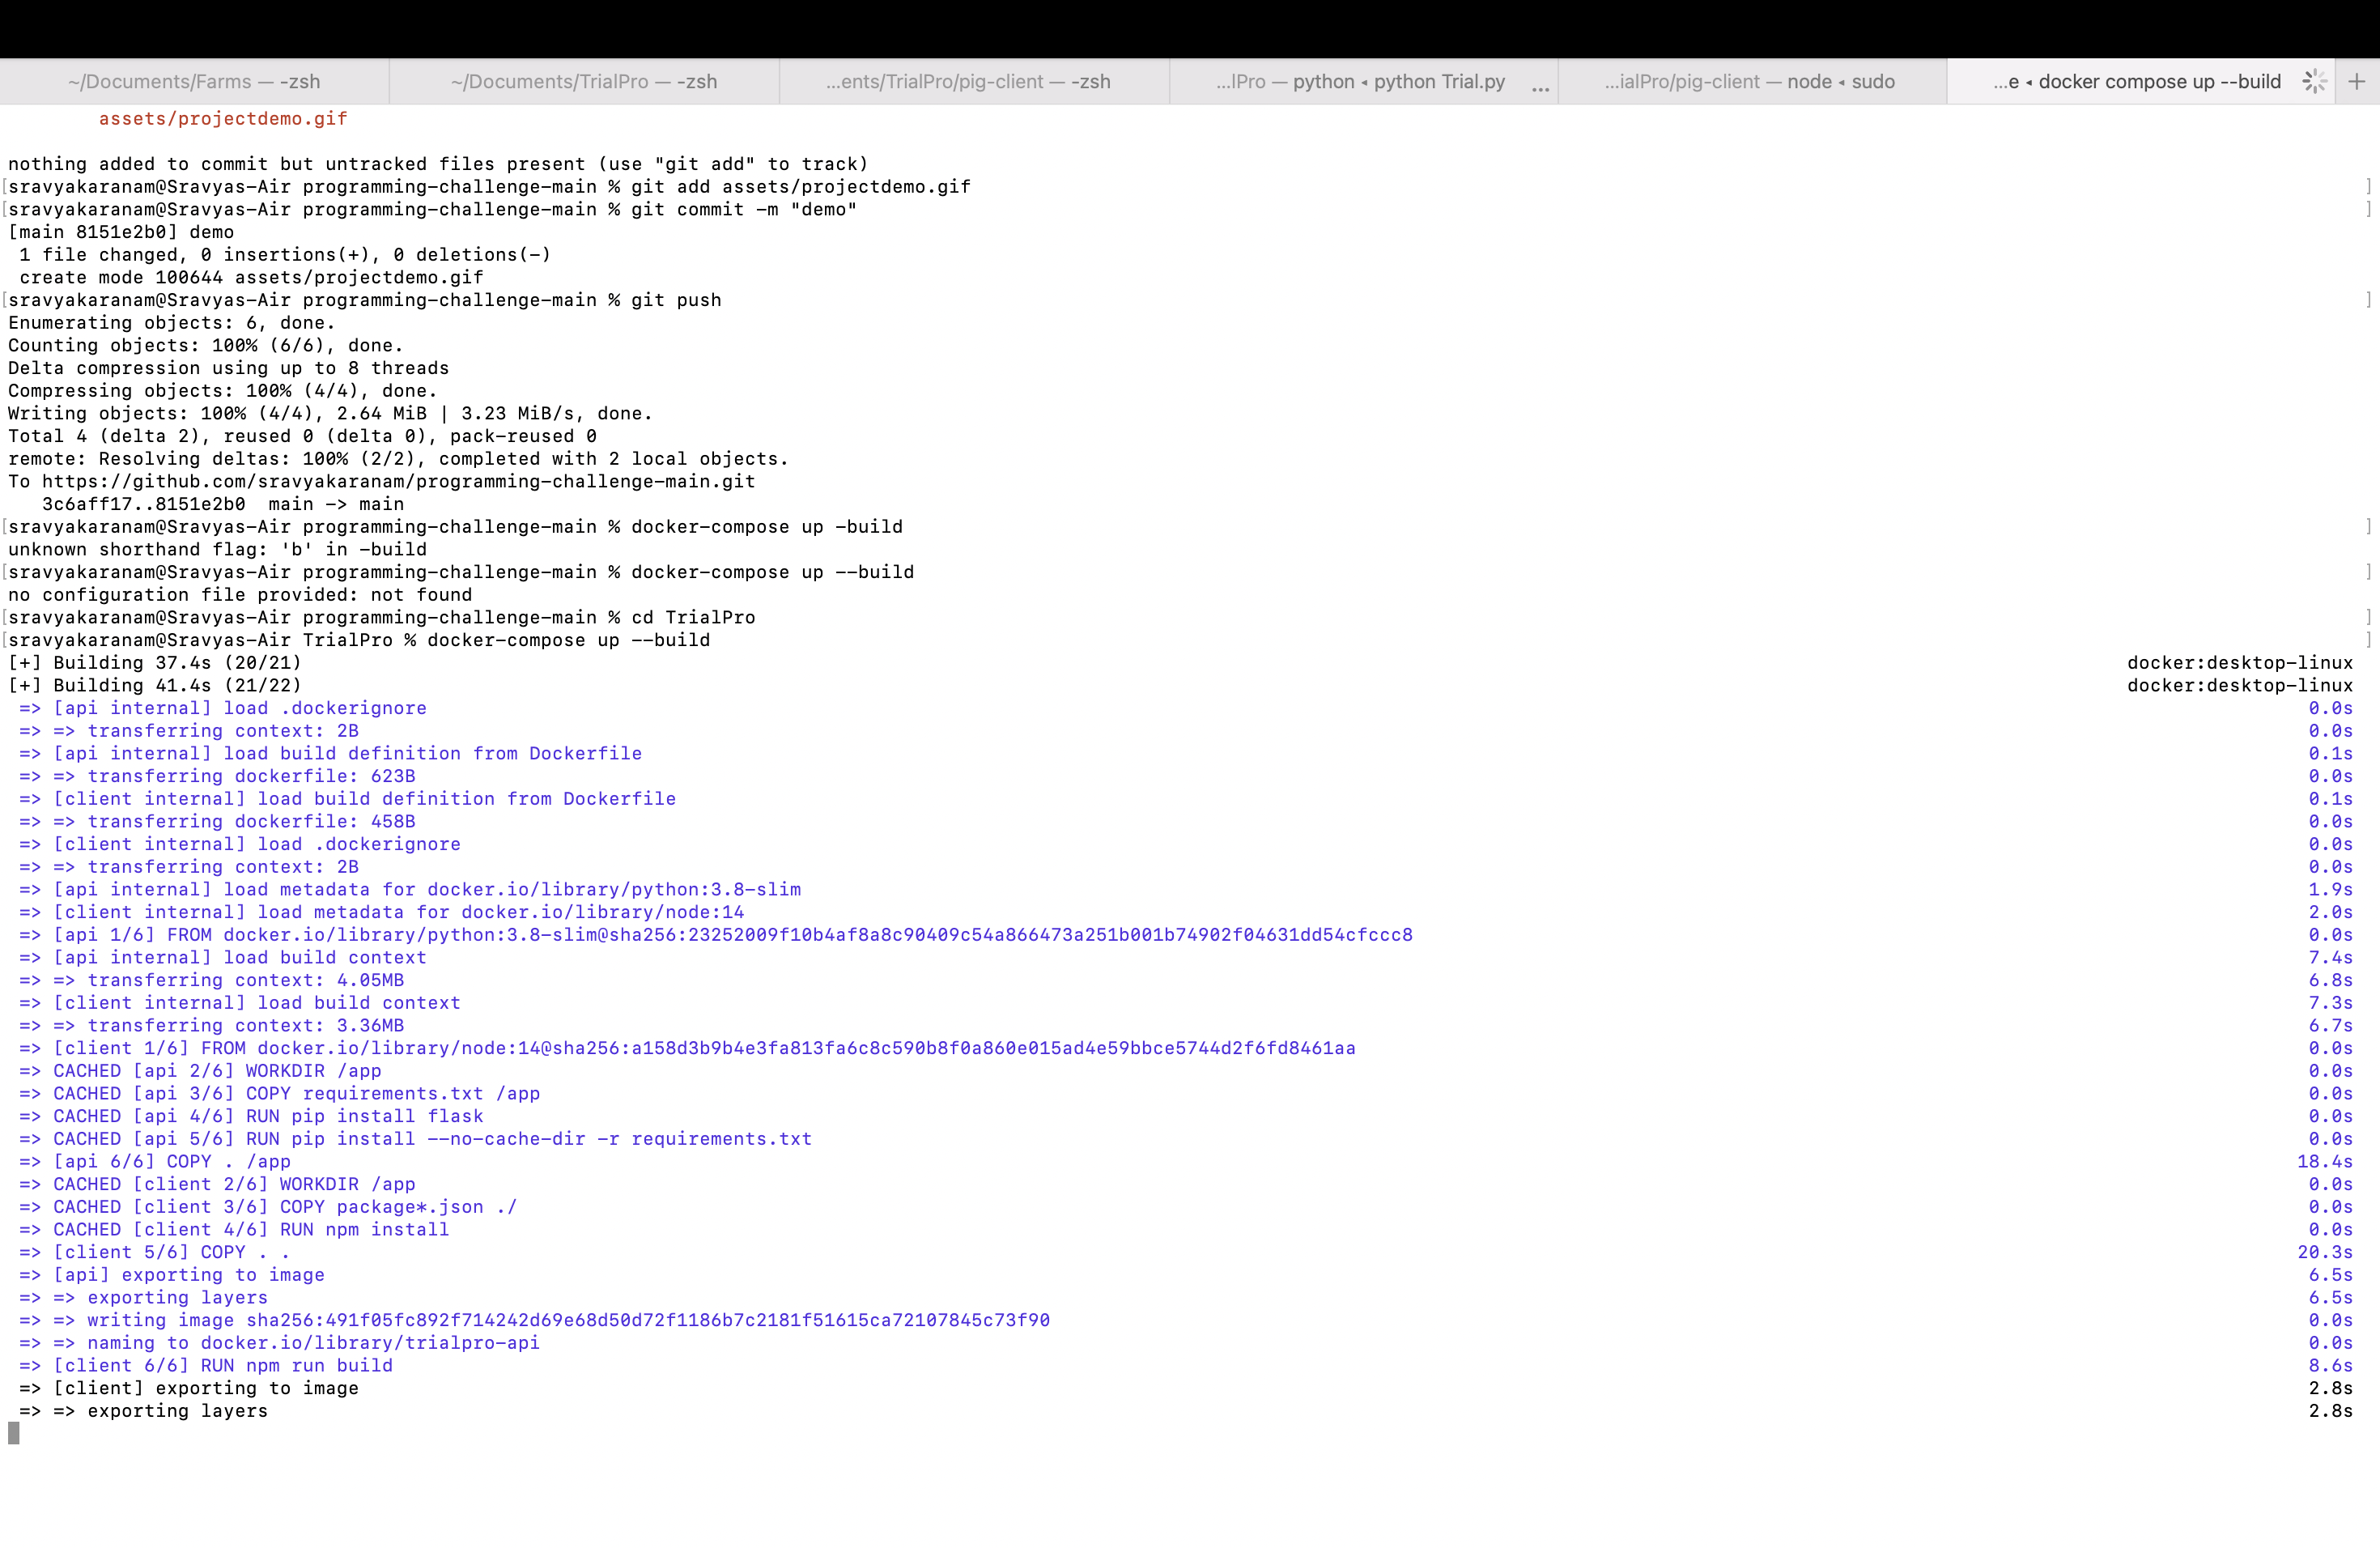 ~/Documents/Farms — -zsh
~/Documents/TrialPro — -zsh
...ents/TrialPro/pig-client — -zsh
...lPro — python ◂ python Trial.py ...
...ialPro/pig-client — node ◂ sudo
...e ◂ docker compose up --build
+
assets/projectdemo.gif
nothing added to commit but untracked files present (use "git add" to track)
[sravyakaranam@Sravyas-Air programming-challenge-main % git add assets/projectdemo.gif ]
[sravyakaranam@Sravyas-Air programming-challenge-main % git commit -m "demo" ]
[main 8151e2b0] demo
1 file changed, 0 insertions(+), 0 deletions(-)
create mode 100644 assets/projectdemo.gif
[sravyakaranam@Sravyas-Air programming-challenge-main % git push ]
Enumerating objects: 6, done.
Counting objects: 100% (6/6), done.
Delta compression using up to 8 threads
Compressing objects: 100% (4/4), done.
Writing objects: 100% (4/4), 2.64 MiB | 3.23 MiB/s, done.
Total 4 (delta 2), reused 0 (delta 0), pack-reused 0
remote: Resolving deltas: 100% (2/2), completed with 2 local objects.
To https://github.com/sravyakaranam/programming-challenge-main.git
3c6aff17..8151e2b0  main -> main
[sravyakaranam@Sravyas-Air programming-challenge-main % docker-compose up -build ]
unknown shorthand flag: 'b' in -build
[sravyakaranam@Sravyas-Air programming-challenge-main % docker-compose up --build ]
no configuration file provided: not found
[sravyakaranam@Sravyas-Air programming-challenge-main % cd TrialPro ]
[sravyakaranam@Sravyas-Air TrialPro % docker-compose up --build ]
[+] Building 37.4s (20/21) docker:desktop-linux
[+] Building 41.4s (21/22) docker:desktop-linux
=> [api internal] load .dockerignore 0.0s
=> => transferring context: 2B 0.0s
=> [api internal] load build definition from Dockerfile 0.1s
=> => transferring dockerfile: 623B 0.0s
=> [client internal] load build definition from Dockerfile 0.1s
=> => transferring dockerfile: 458B 0.0s
=> [client internal] load .dockerignore 0.0s
=> => transferring context: 2B 0.0s
=> [api internal] load metadata for docker.io/library/python:3.8-slim 1.9s
=> [client internal] load metadata for docker.io/library/node:14 2.0s
=> [api 1/6] FROM docker.io/library/python:3.8-slim@sha256:23252009f10b4af8a8c90409c54a866473a251b001b74902f04631dd54cfccc8 0.0s
=> [api internal] load build context 7.4s
=> => transferring context: 4.05MB 6.8s
=> [client internal] load build context 7.3s
=> => transferring context: 3.36MB 6.7s
=> [client 1/6] FROM docker.io/library/node:14@sha256:a158d3b9b4e3fa813fa6c8c590b8f0a860e015ad4e59bbce5744d2f6fd8461aa 0.0s
=> CACHED [api 2/6] WORKDIR /app 0.0s
=> CACHED [api 3/6] COPY requirements.txt /app 0.0s
=> CACHED [api 4/6] RUN pip install flask 0.0s
=> CACHED [api 5/6] RUN pip install --no-cache-dir -r requirements.txt 0.0s
=> [api 6/6] COPY . /app 18.4s
=> CACHED [client 2/6] WORKDIR /app 0.0s
=> CACHED [client 3/6] COPY package*.json ./ 0.0s
=> CACHED [client 4/6] RUN npm install 0.0s
=> [client 5/6] COPY . . 20.3s
=> [api] exporting to image 6.5s
=> => exporting layers 6.5s
=> => writing image sha256:491f05fc892f714242d69e68d50d72f1186b7c2181f51615ca72107845c73f90 0.0s
=> => naming to docker.io/library/trialpro-api 0.0s
=> [client 6/6] RUN npm run build 8.6s
=> [client] exporting to image 2.8s
=> => exporting layers 2.8s